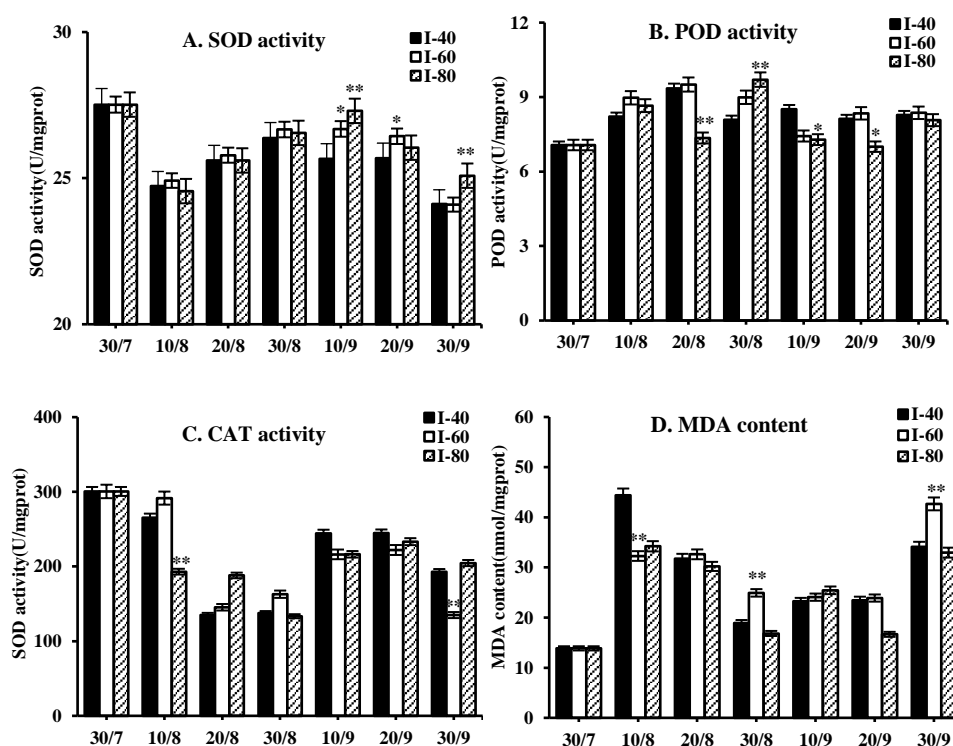 A. SOD activity
I-40
I-60
I-80
SOD activity(U/mgprot)
30
25
20
* ** * **
30/7 10/8 20/8 30/8 10/9 20/9 30/9
B. POD activity
I-40
I-60
I-80
POD activity(U/mgprot)
12
9
6
3
0
** ** * *
30/7 10/8 20/8 30/8 10/9 20/9 30/9
C. CAT activity
I-40
I-60
I-80
SOD activity(U/mgprot)
400
300
200
100
0
** **
30/7 10/8 20/8 30/8 10/9 20/9 30/9
D. MDA content
I-40
I-60
I-80
MDA content(nmol/mgprot)
60
50
40
30
20
10
0
** ** **
30/7 10/8 20/8 30/8 10/9 20/9 30/9